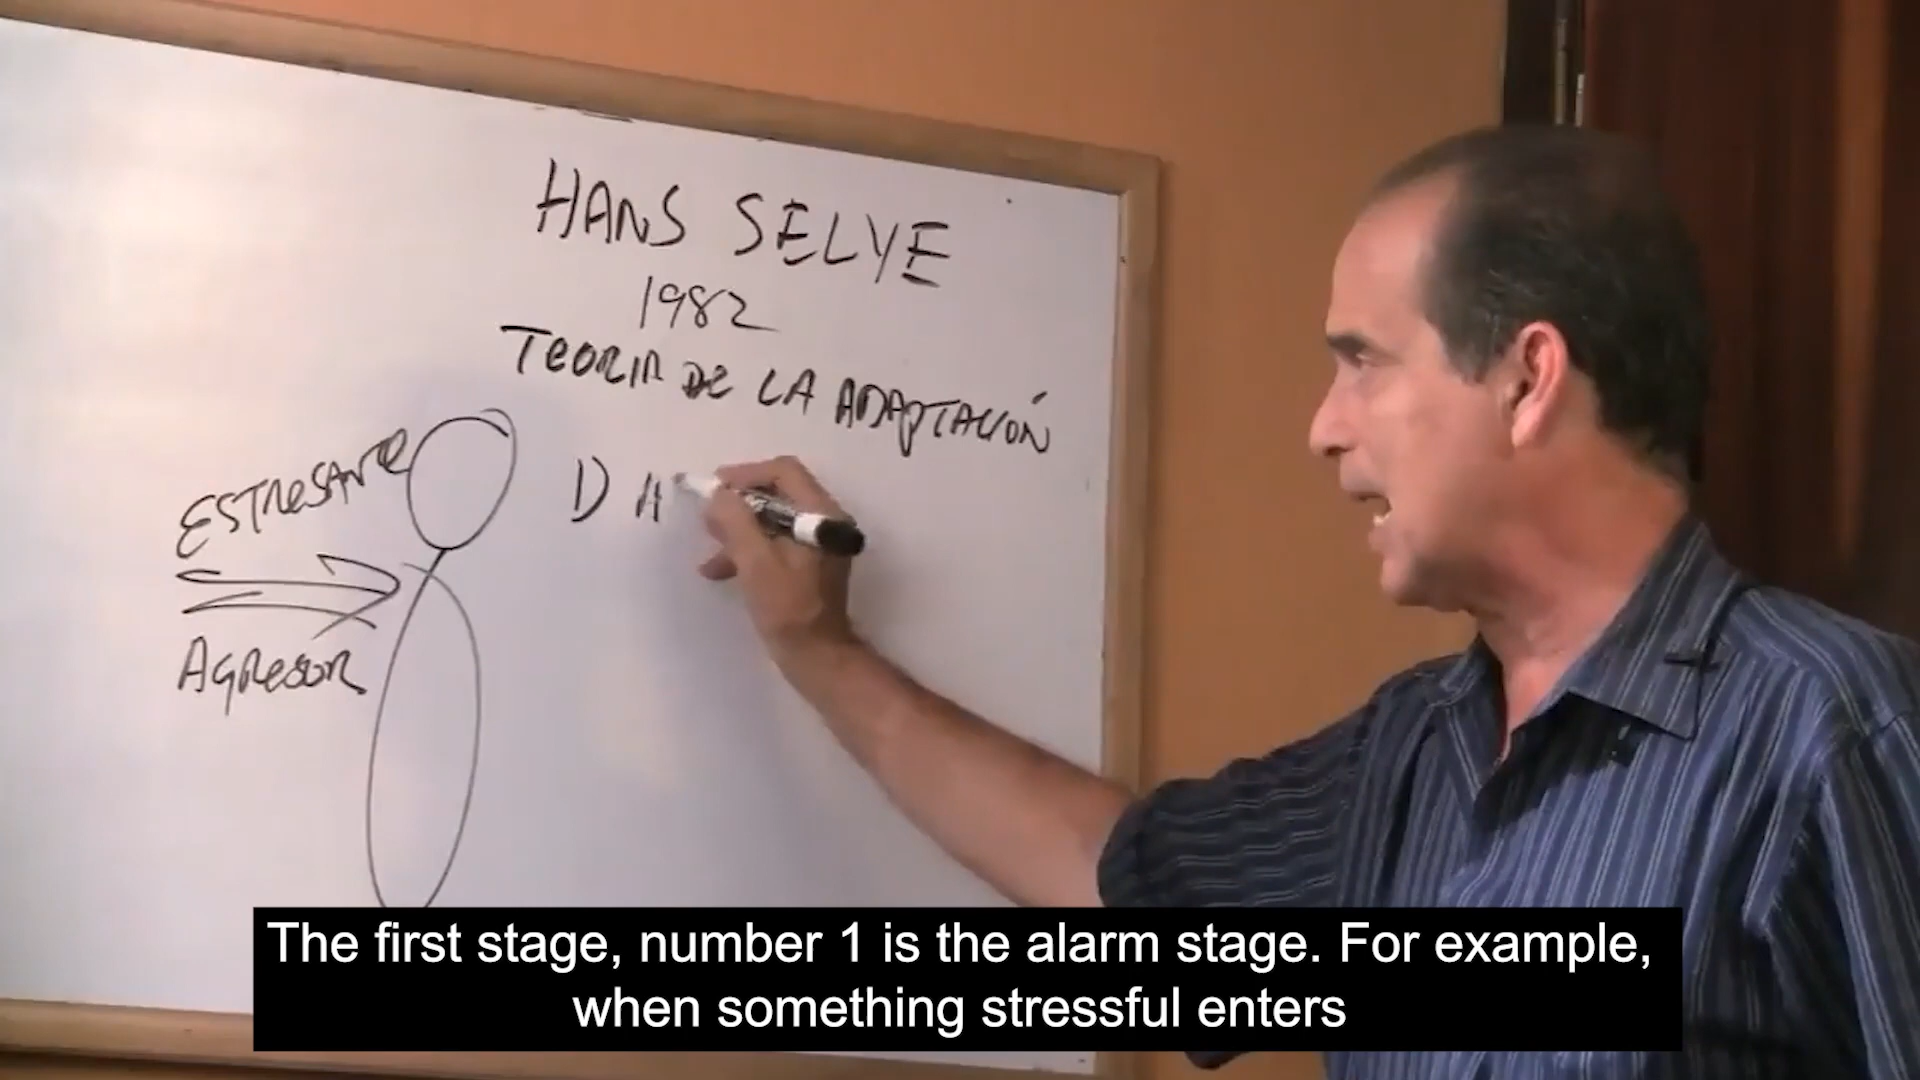 HANS SELYE
1982
TEORIA DE LA ADAPTACIÓN
ESTRESANTE
1) A
AGRESOR
The first stage, number 1 is the alarm stage. For example,
when something stressful enters